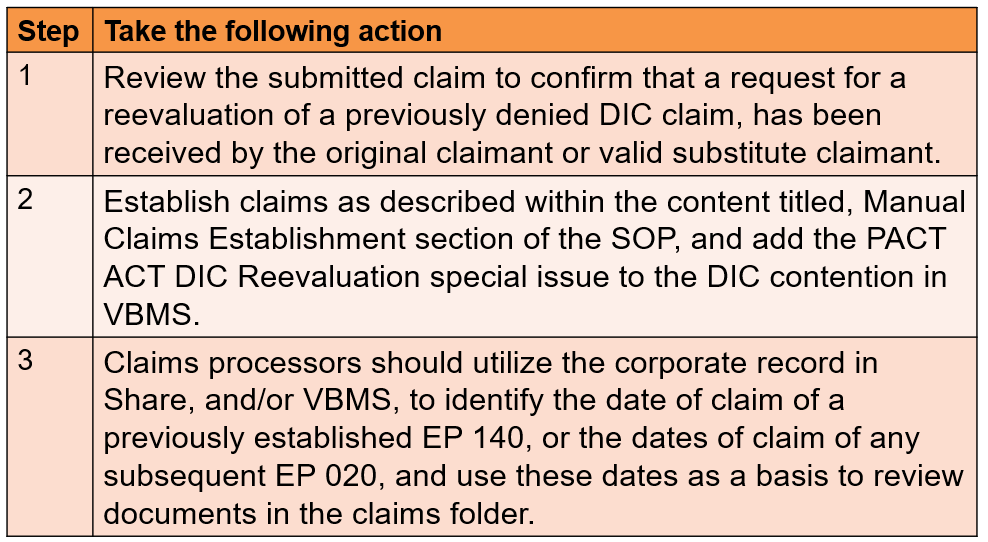 Step Take the following action
1 Review the submitted claim to confirm that a request for a
reevaluation of a previously denied DIC claim, has been
received by the original claimant or valid substitute claimant.
2 Establish claims as described within the content titled, Manual
Claims Establishment section of the SOP, and add the PACT
ACT DIC Reevaluation special issue to the DIC contention in
VBMS.
3 Claims processors should utilize the corporate record in
Share, and/or VBMS, to identify the date of claim of a
previously established EP 140, or the dates of claim of any
subsequent EP 020, and use these dates as a basis to review
documents in the claims folder.